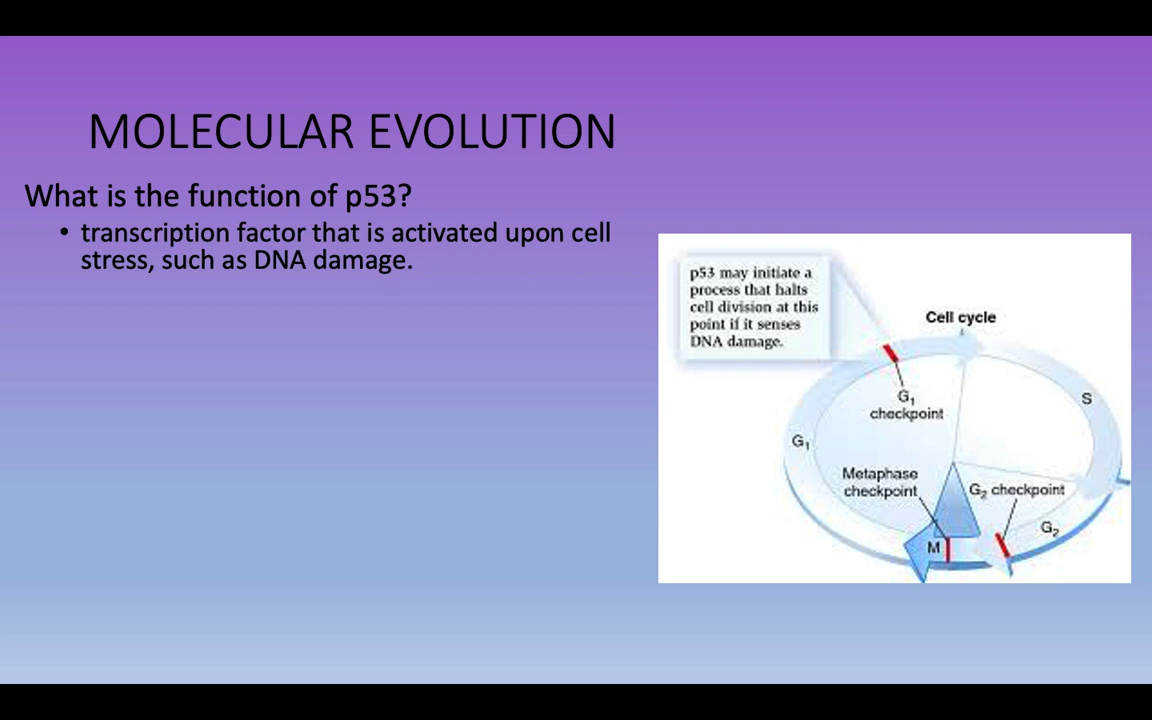 MOLECULAR EVOLUTION
What is the function of p53?
• transcription factor that is activated upon cell
stress, such as DNA damage.
p53 may initiate a
process that halts
cell division at this
point if it senses
DNA damage.
Cell cycle
G₁
checkpoint
S
G₁
Metaphase
checkpoint
G₂ checkpoint
G₂
M